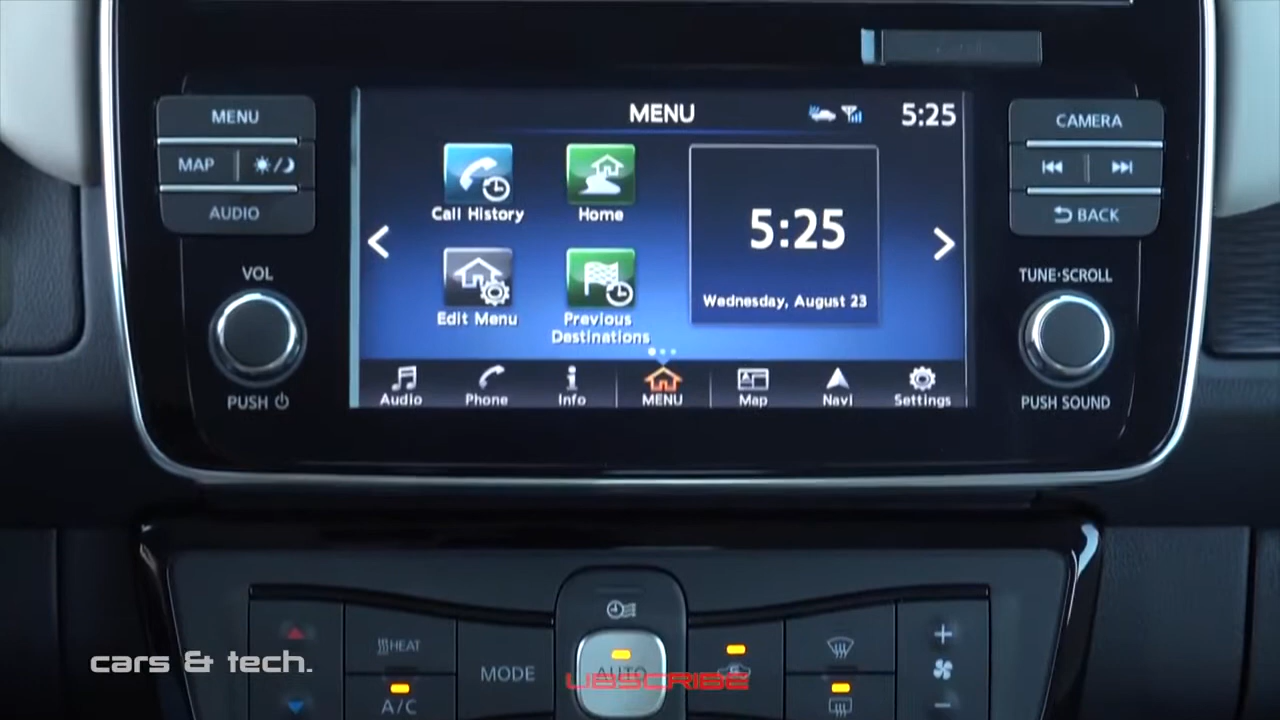 MENU
5:25
MENU
CAMERA
MAP
AUDIO
BACK
Call History
Home
5:25
Wednesday, August 23
Edit Menu
Previous
Destinations
VOL
PUSH
TUNE·SCROLL
PUSH SOUND
Audio
Phone
Info
MENU
Map
Navi
Settings
HEAT
MODE
AUTO
A/C
cars & tech.
UBSCRIBE